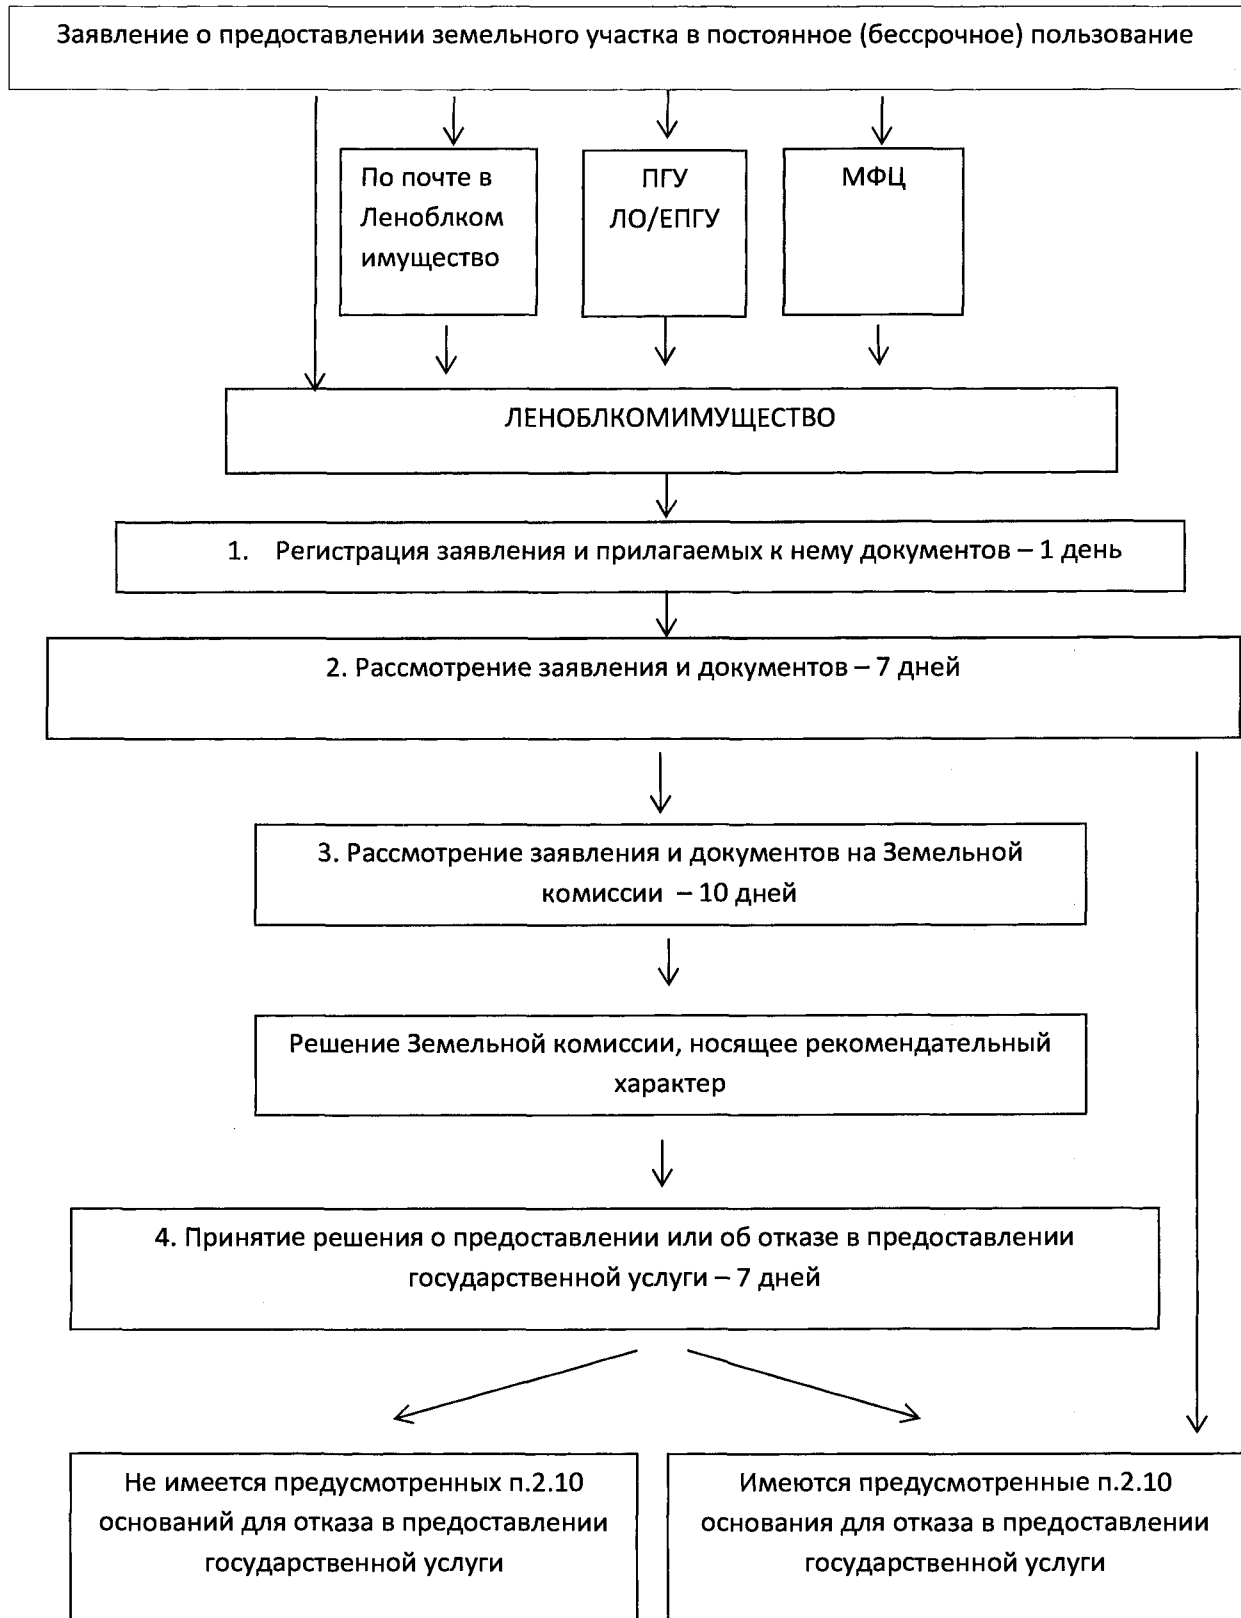 Заявление о предоставлении земельного участка в постоянное (бессрочное) пользование
По почте в
Леноблком
имущество
ПГУ
ЛО/ЕПГУ
МФЦ
ЛЕНОБЛКОМИМУЩЕСТВО
1. Регистрация заявления и прилагаемых к нему документов – 1 день
2. Рассмотрение заявления и документов – 7 дней
3. Рассмотрение заявления и документов на Земельной
комиссии – 10 дней
Решение Земельной комиссии, носящее рекомендательный
характер
4. Принятие решения о предоставлении или об отказе в предоставлении
государственной услуги – 7 дней
Не имеется предусмотренных п.2.10
оснований для отказа в предоставлении
государственной услуги
Имеются предусмотренные п.2.10
основания для отказа в предоставлении
государственной услуги